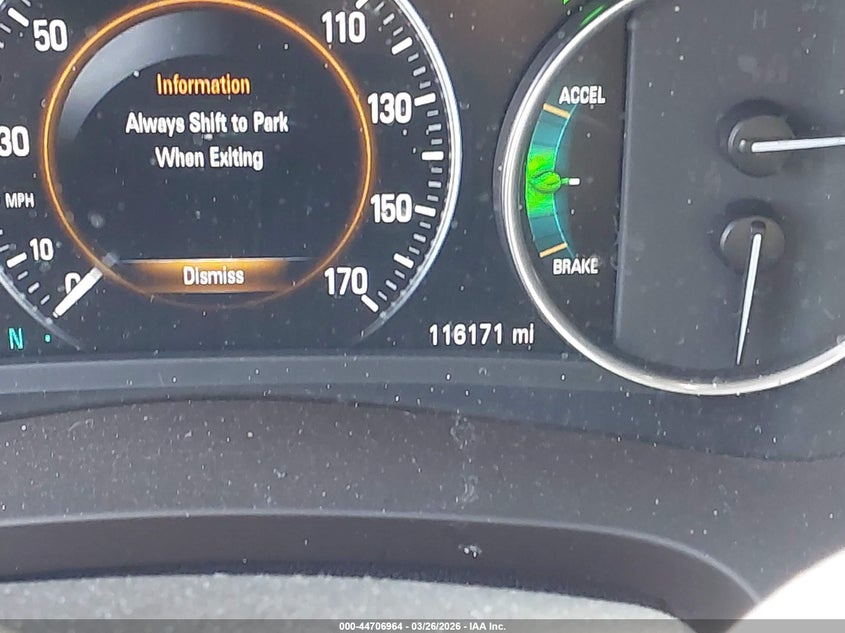 50
110
Information
ACCEL
Always Shift to Park
130
30
When Exiting
MPH
150
10
BRAKE
0
Dismiss
170
N
116171 mi
H
000-44706964 - 03/26/2026 - IAA Inc.